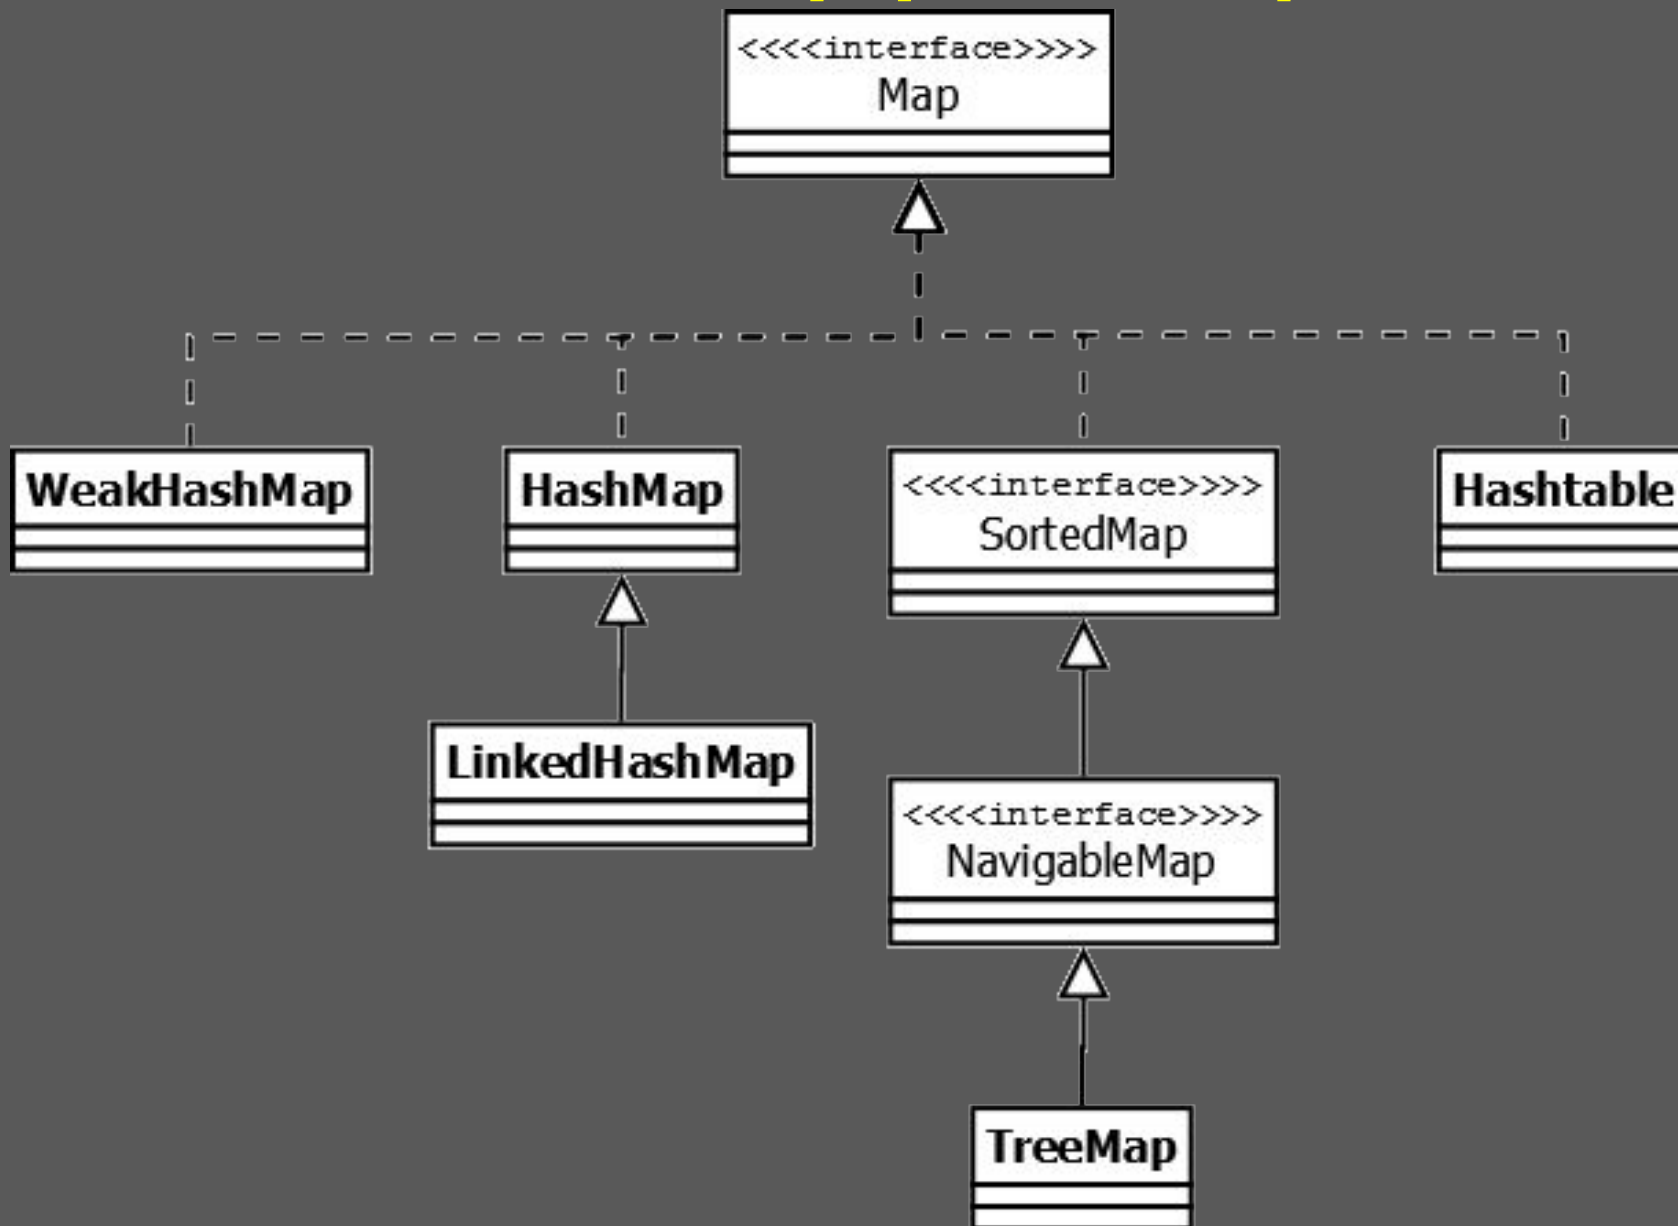 <<<<interface>>>>
Map
WeakHashMap
HashMap
<<<<interface>>>>
SortedMap
Hashtable
LinkedHashMap
<<<<interface>>>>
NavigableMap
TreeMap